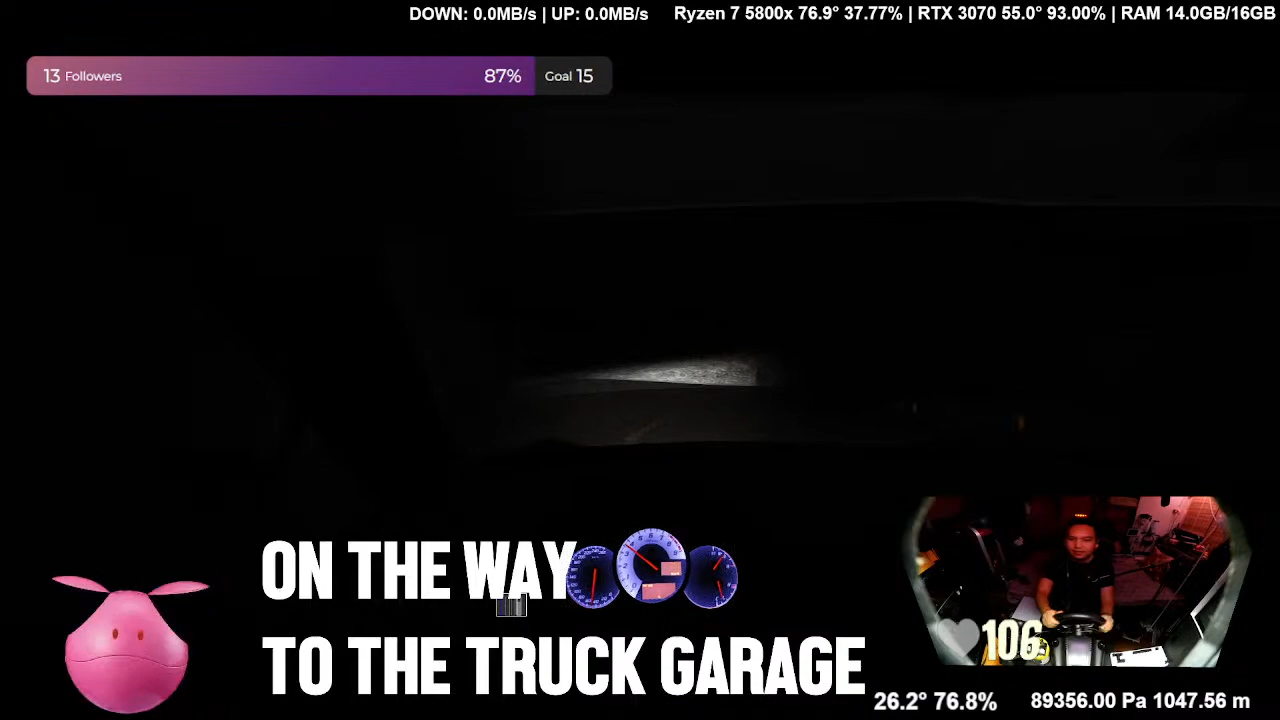 DOWN: 0.0MB/s | UP: 0.0MB/s Ryzen 7 5800x 76.9° 37.77% | RTX 3070 55.0° 93.00% | RAM 14.0GB/16GB
13 Followers 87% Goal 15
ON THE WAY
TO THE TRUCK GARAGE
106
26.2° 76.8% 89356.00 Pa 1047.56 m